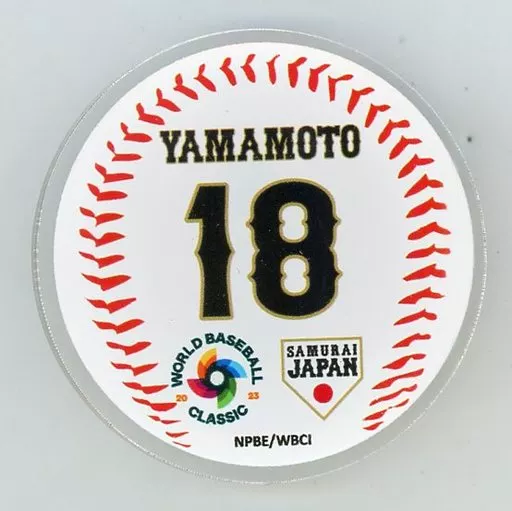 YAMAMOTO
18
WORLD BASEBALL
20 23
CLASSIC
SAMURAI
JAPAN
NPBE/WBCI